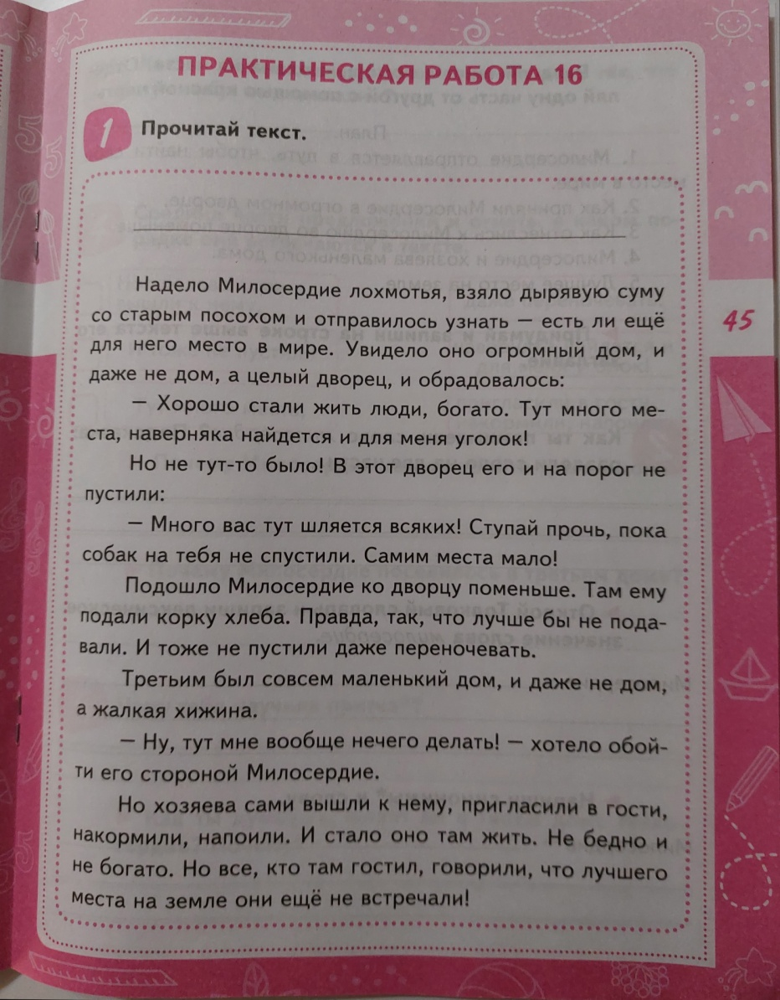 ПРАКТИЧЕСКАЯ РАБОТА 16
1 Прочитай текст.
Надело Милосердие лохмотья, взяло дырявую суму
со старым посохом и отправилось узнать — есть ли ещё
для него место в мире. Увидело оно огромный дом, и
даже не дом, а целый дворец, и обрадовалось:
— Хорошо стали жить люди, богато. Тут много ме-
ста, наверняка найдется и для меня уголок!
Но не тут-то было! В этот дворец его и на порог не
пустили:
— Много вас тут шляется всяких! Ступай прочь, пока
собак на тебя не спустили. Самим места мало!
Подошло Милосердие ко дворцу поменьше. Там ему
подали корку хлеба. Правда, так, что лучше бы не пода-
вали. И тоже не пустили даже переночевать.
Третьим был совсем маленький дом, и даже не дом,
а жалкая хижина.
— Ну, тут мне вообще нечего делать! — хотело обой-
ти его стороной Милосердие.
Но хозяева сами вышли к нему, пригласили в гости,
накормили, напоили. И стало оно там жить. Не бедно и
не богато. Но все, кто там гостил, говорили, что лучшего
места на земле они ещё не встречали!
45